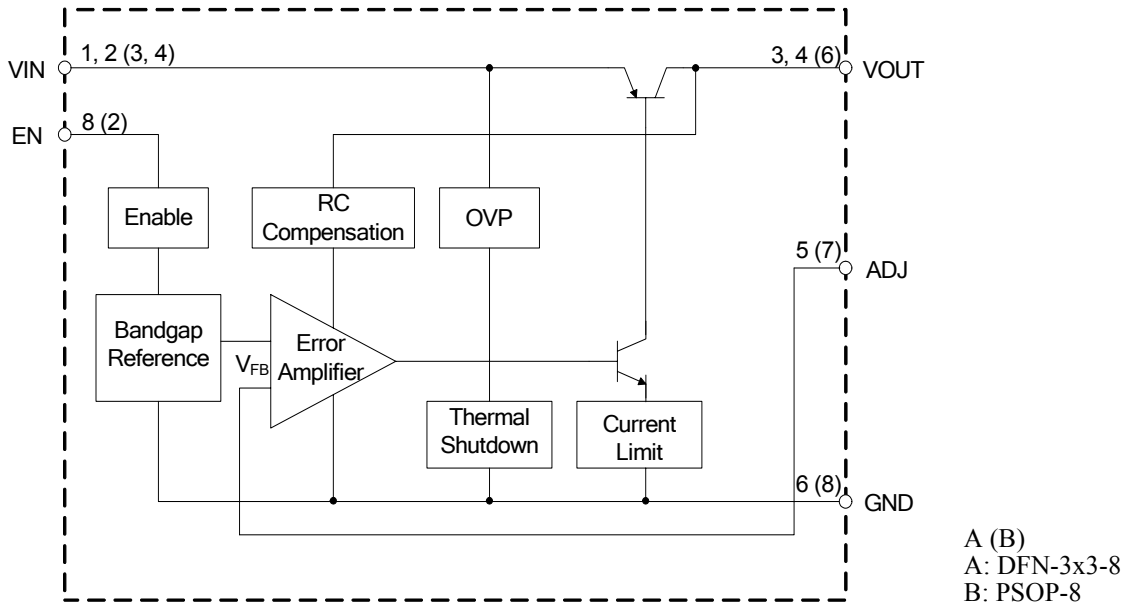 1, 2 (3, 4)
VIN
3, 4 (6)
VOUT
8 (2)
EN
Enable
RC
Compensation
OVP
5 (7)
ADJ
Bandgap
Reference
VFB
Error
Amplifier
Thermal
Shutdown
Current
Limit
6 (8)
GND
A (B)
A: DFN-3x3-8
B: PSOP-8